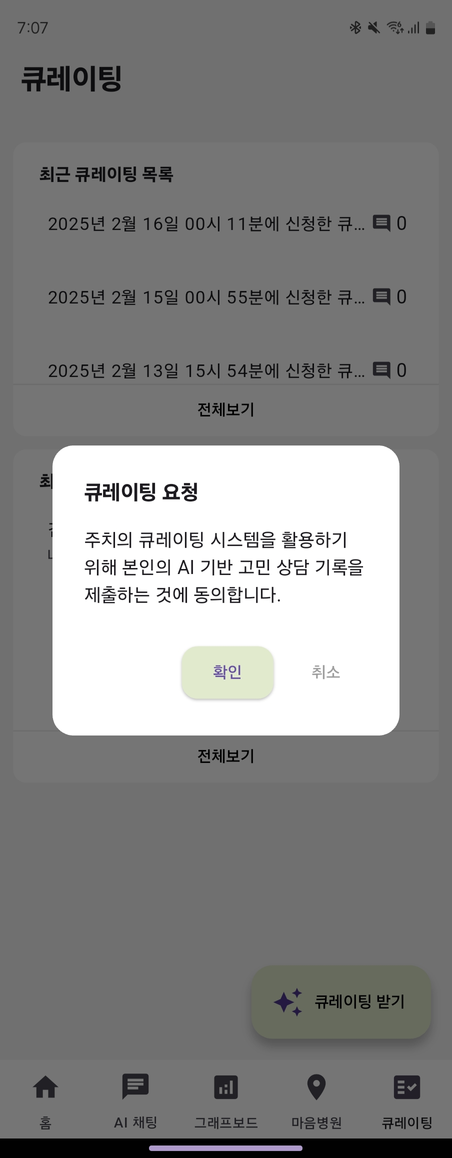 7:07
큐레이팅
최근 큐레이팅 목록
2025년 2월 16일 00시 11분에 신청한 큐... 0
2025년 2월 15일 00시 55분에 신청한 큐... 0
2025년 2월 13일 15시 54분에 신청한 큐... 0
전체보기
최
큐레이팅 요청
주치의 큐레이팅 시스템을 활용하기
위해 본인의 AI 기반 고민 상담 기록을
제출하는 것에 동의합니다.
확인 취소
전체보기
큐레이팅 받기
홈 AI 채팅 그래프보드 마음병원 큐레이팅